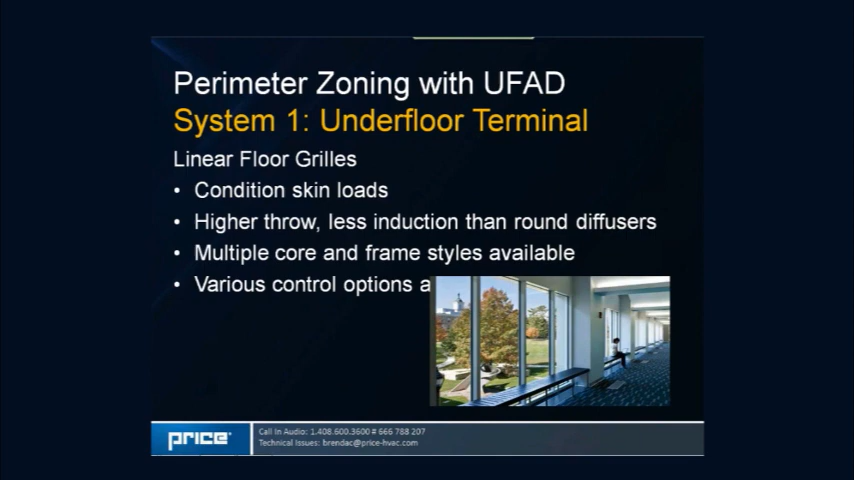 Perimeter Zoning with UFAD
System 1: Underfloor Terminal
Linear Floor Grilles
• Condition skin loads
• Higher throw, less induction than round diffusers
• Multiple core and frame styles available
• Various control options a
price
Call In Audio: 1.408.600.3600 # 666 788 207
Technical Issues: brendac@price-hvac.com